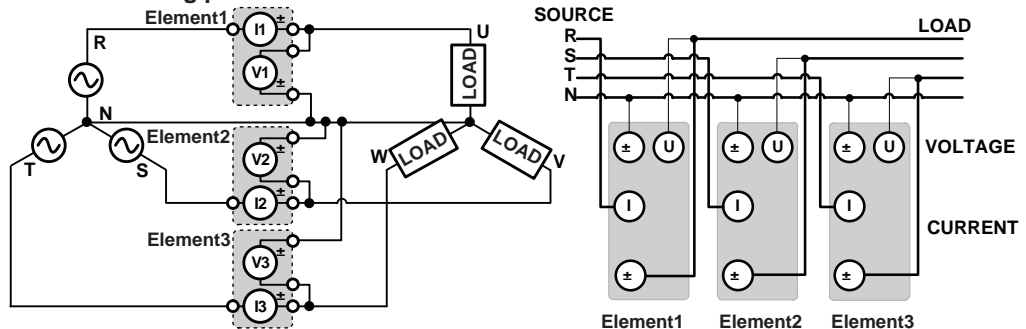 Element1
R
I1
±
U
V1
±
LOAD
N
Element2
V2
±
T
S
W
LOAD
LOAD
V
I2
±
Element3
V3
±
I3
±
SOURCE
LOAD
R
S
T
N
± U ± U ± U
VOLTAGE
I I I
CURRENT
± ± ±
Element1 Element2 Element3